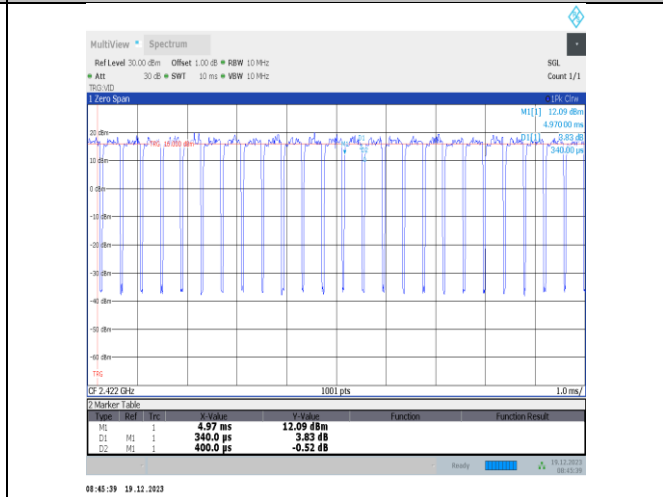 MultiView Spectrum
Ref Level 30.00 dBm Offset 1.00 dB RBW 10 MHz SGL
Att 30 dB SWT 10 ms VBW 10 MHz Count 1/1
TRG:VID
1 Zero Span 1Pk Clrw
M1[1] 12.09 dBm
4.970 00 ms
D1[1] 3.83 dB
340.00 µs
20 dBm
10 dBm
0 dBm
-10 dBm
-20 dBm
-30 dBm
-40 dBm
-50 dBm
-60 dBm
TRG
CF 2.422 GHz 1001 pts 1.0 ms/
2 Marker Table
Type Ref Trc X-Value Y-Value Function Function Result
M1 1 4.97 ms 12.09 dBm
D1 M1 1 340.0 µs 3.83 dB
D2 M1 1 400.0 µs -0.52 dB
Ready 19.12.2023
08:45:39
08:45:39 19.12.2023